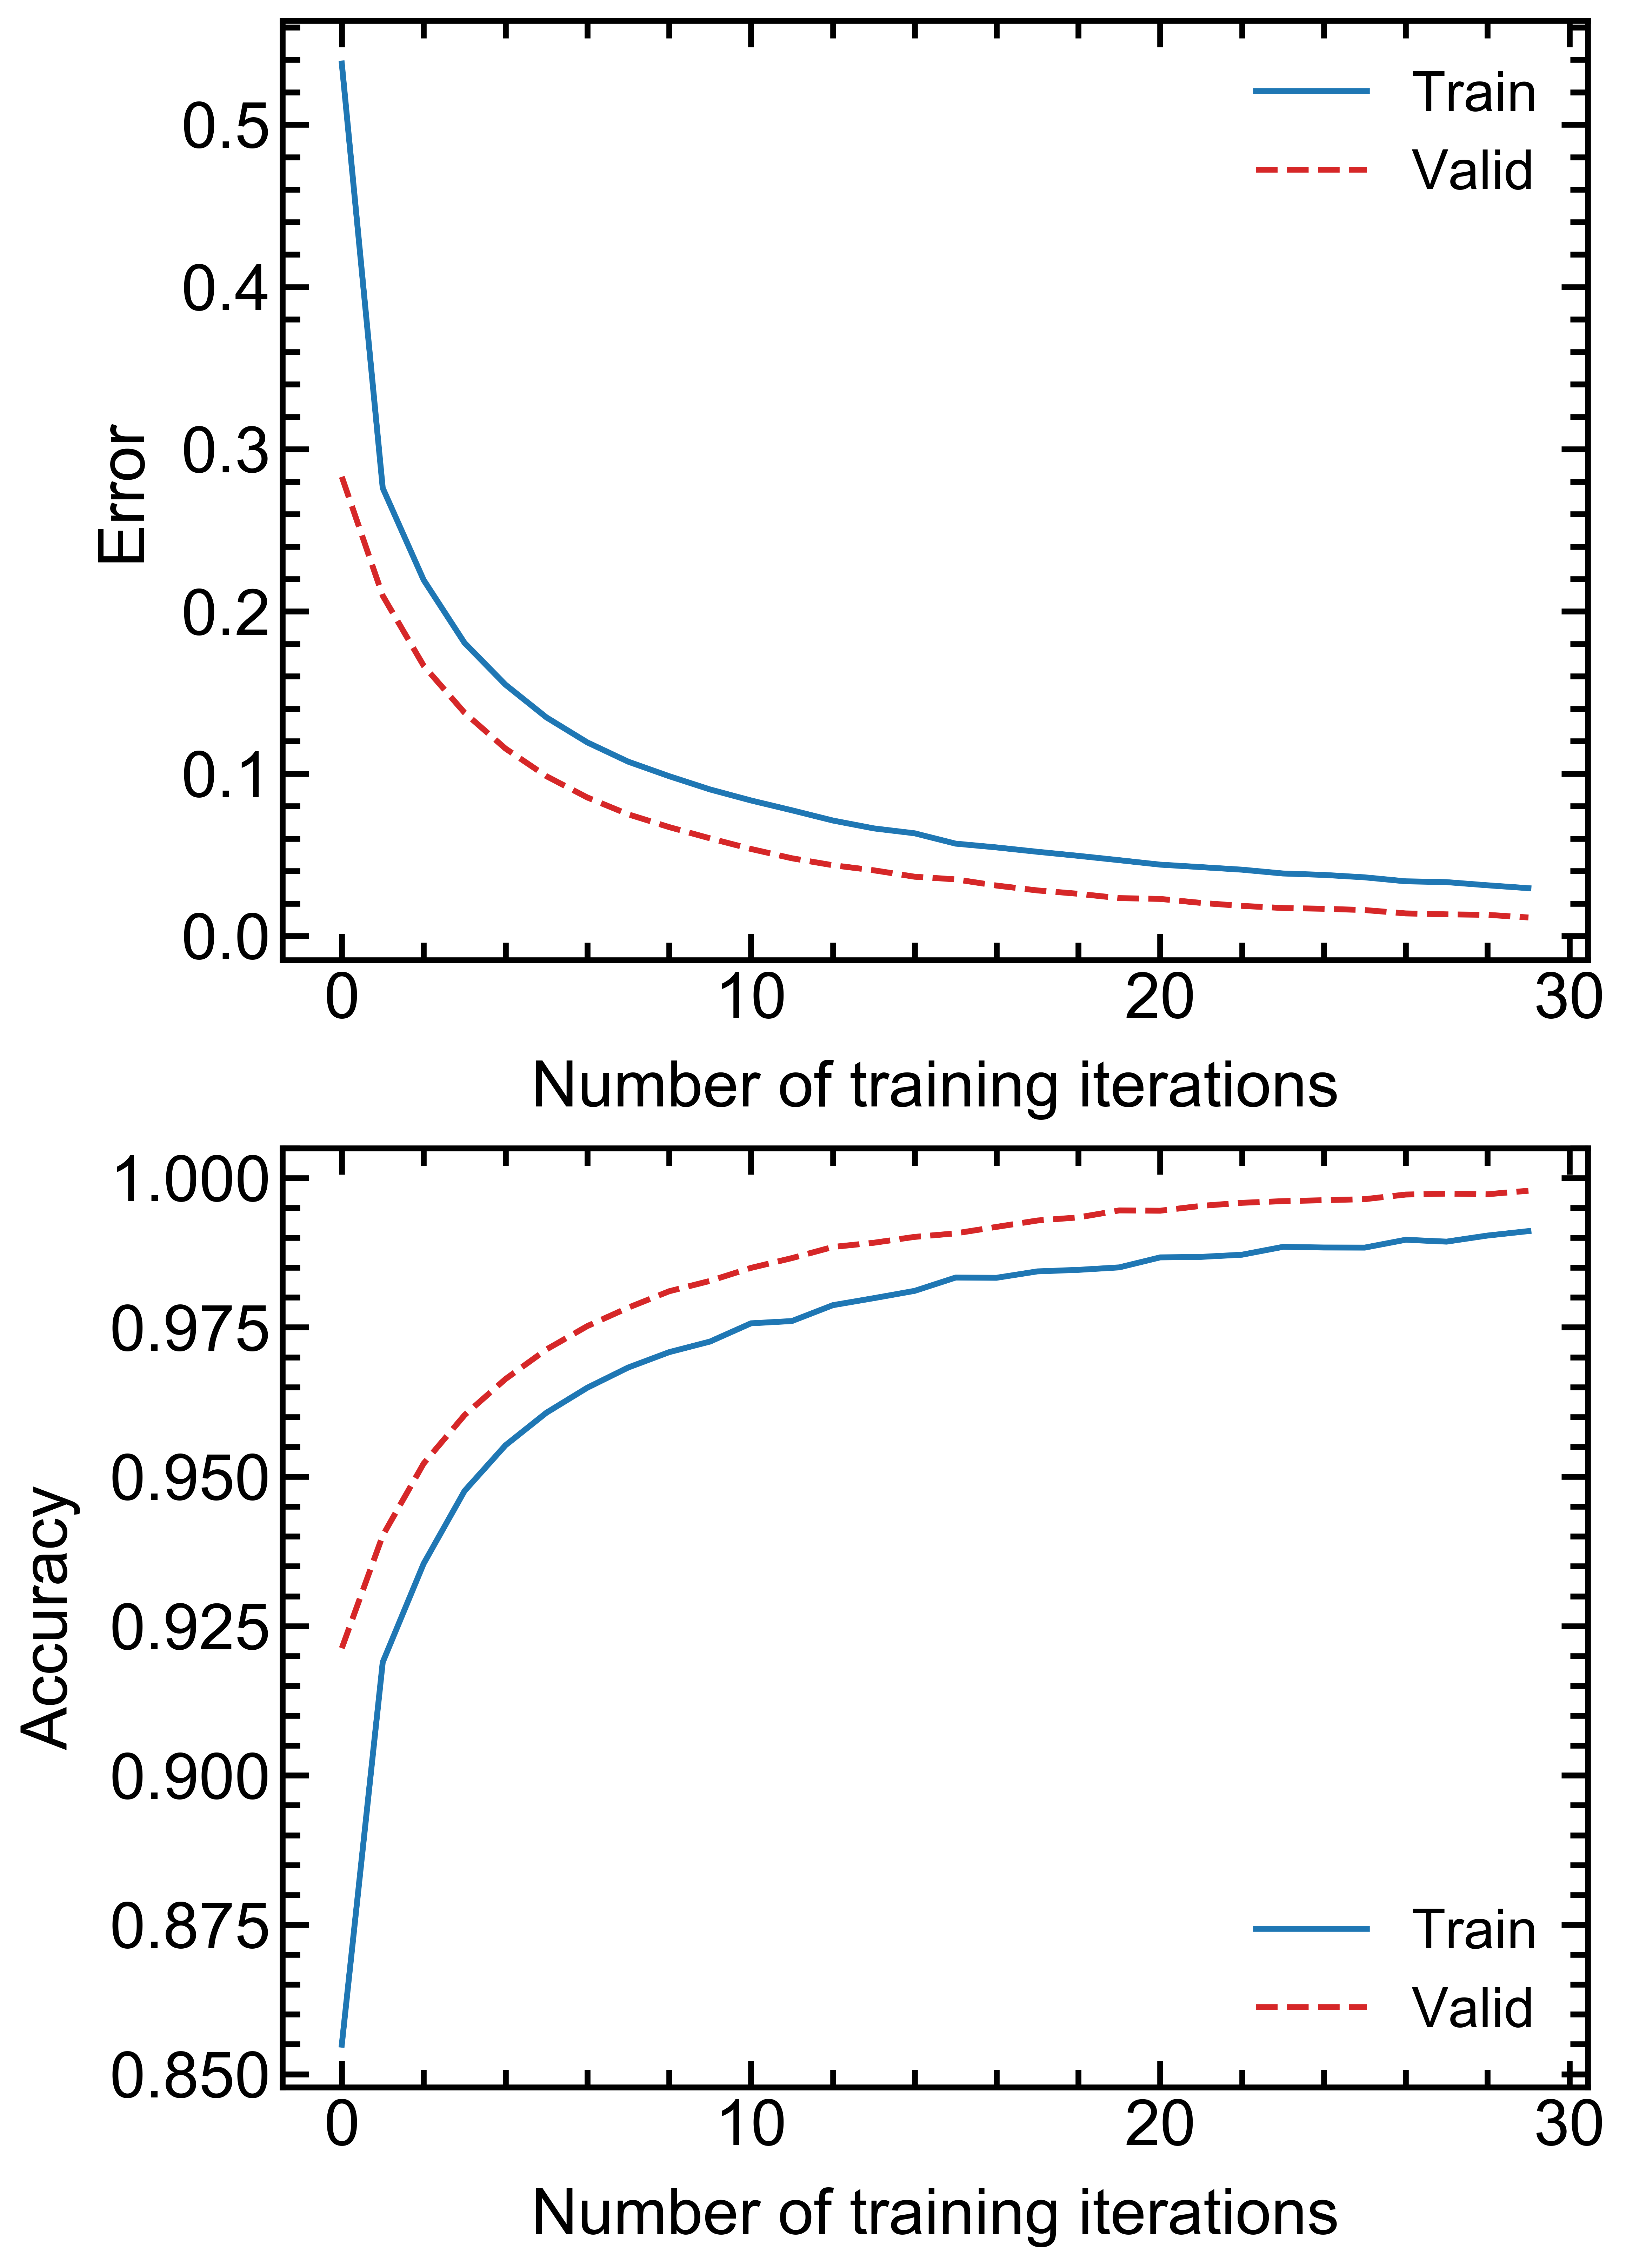 Train
Valid
0.5
0.4
0.3
0.2
0.1
0.0
Error
0 10 20 30
Number of training iterations
1.000
0.975
0.950
0.925
0.900
0.875
0.850
Accuracy
Train
Valid
0 10 20 30
Number of training iterations